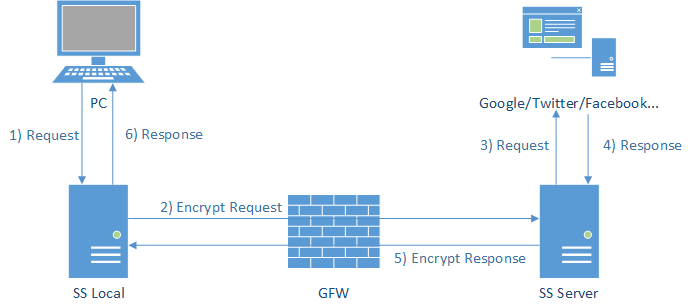 PC
Google/Twitter/Facebook...
1) Request
6) Response
3) Request
4) Response
2) Encrypt Request
5) Encrypt Response
SS Local
GFW
SS Server